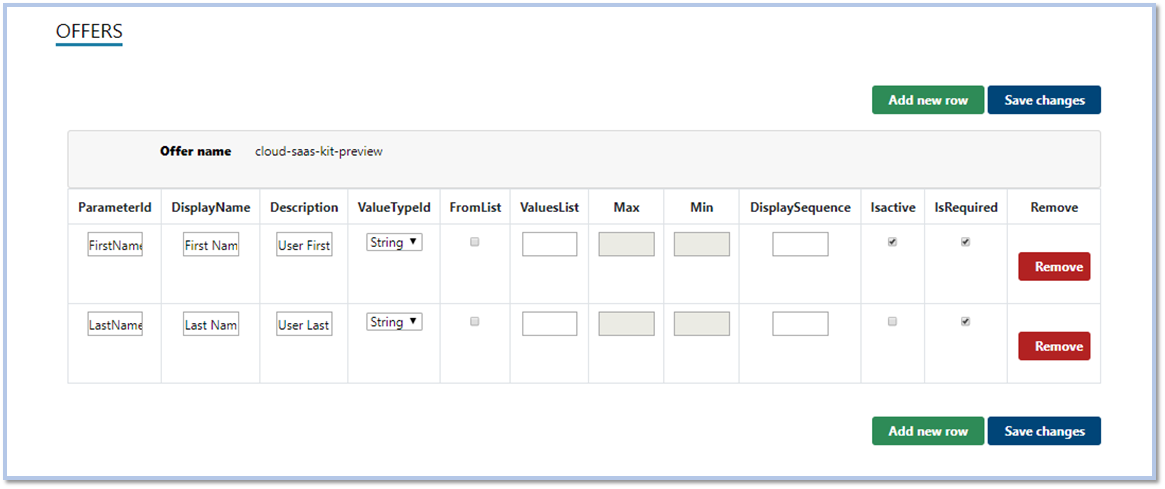 OFFERS
Add new row Save changes
Offer name cloud-saas-kit-preview
ParameterId DisplayName Description ValueTypeId FromList ValuesList Max Min DisplaySequence Isactive IsRequired Remove
FirstName First Nam User First String
Remove
LastName Last Nam User Last String
Remove
Add new row Save changes